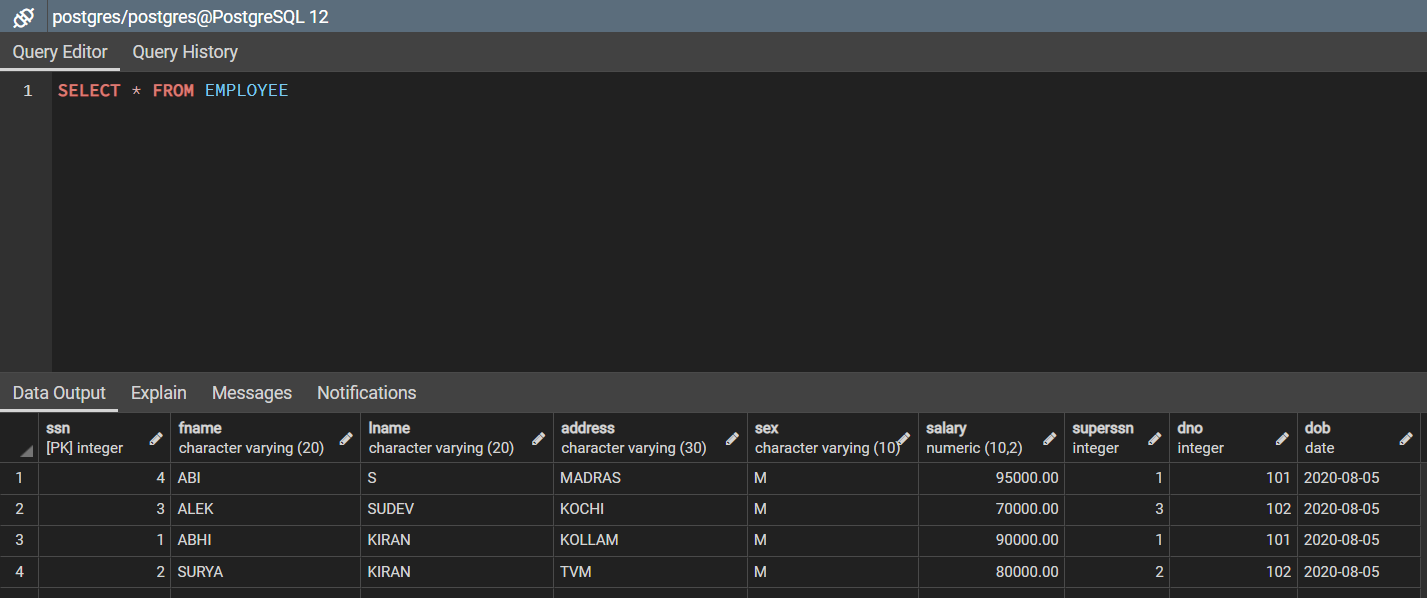 postgres/postgres@PostgreSQL 12
Query Editor Query History
1 SELECT * FROM EMPLOYEE
Data Output Explain Messages Notifications
ssn fname lname address sex salary superssn dno dob
[PK] integer character varying (20) character varying (20) character varying (30) character varying (10) numeric (10,2) integer integer date
1 4 ABI S MADRAS M 95000.00 1 101 2020-08-05
2 3 ALEK SUDEV KOCHI M 70000.00 3 102 2020-08-05
3 1 ABHI KIRAN KOLLAM M 90000.00 1 101 2020-08-05
4 2 SURYA KIRAN TVM M 80000.00 2 102 2020-08-05